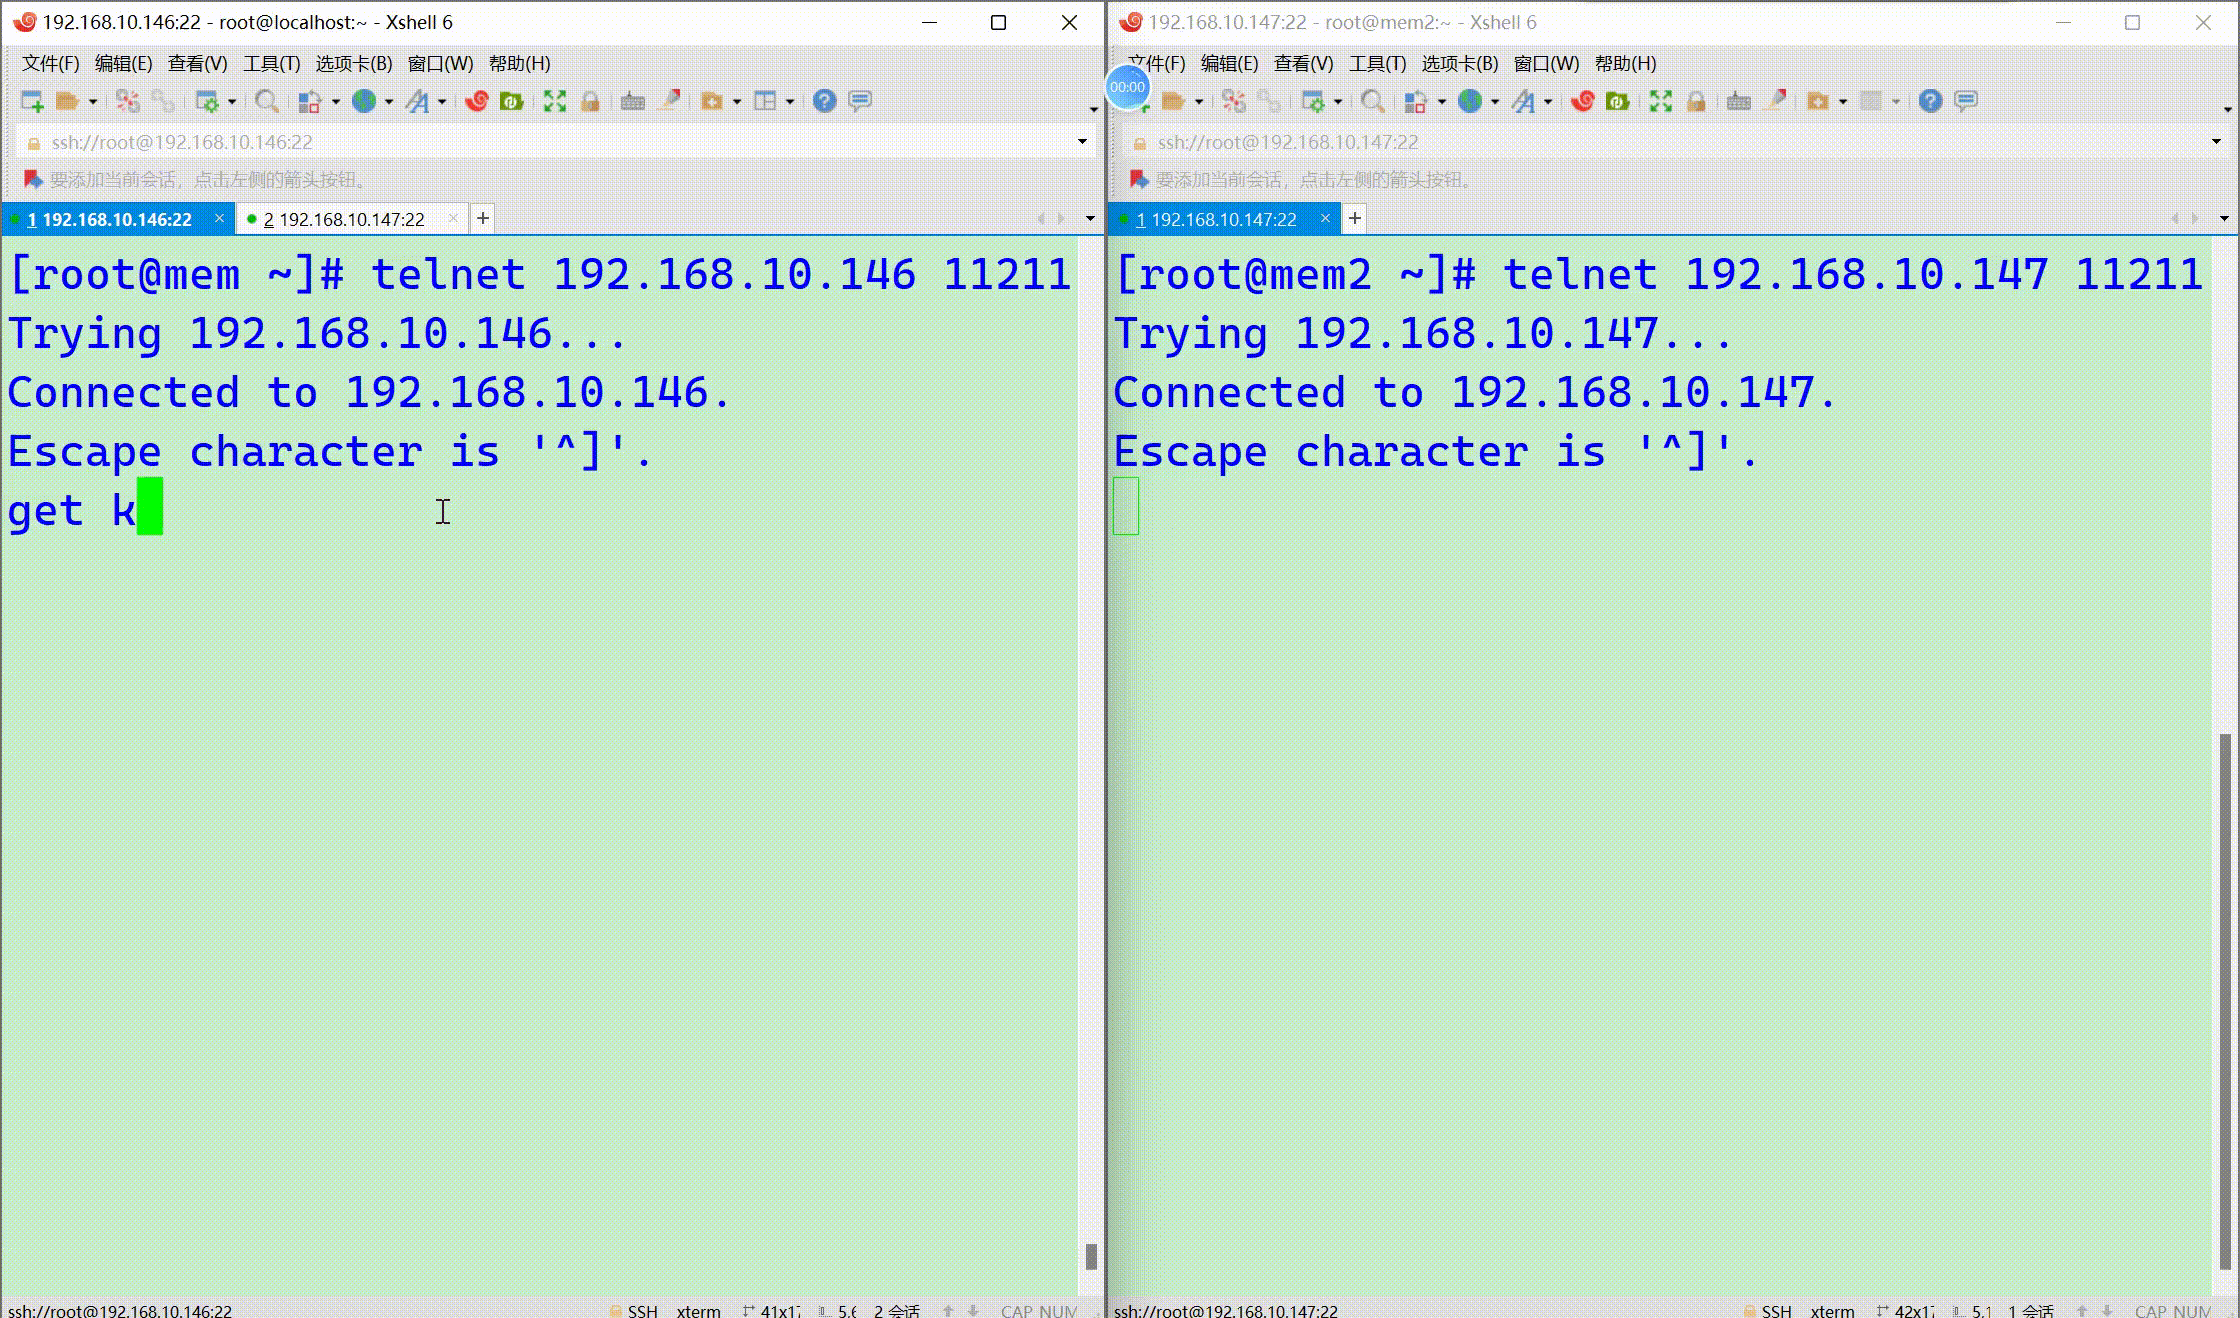 192.168.10.146:22 - root@localhost:~ - Xshell 6
文件(F) 编辑(E) 查看(V) 工具(T) 选项卡(B) 窗口(W) 帮助(H)
ssh://root@192.168.10.146:22
要添加当前会话，点击左侧的箭头按钮。
1 192.168.10.146:22
2 192.168.10.147:22
[root@mem ~]# telnet 192.168.10.146 11211
Trying 192.168.10.146...
Connected to 192.168.10.146.
Escape character is '^]'.
get k
ssh://root@192.168.10.146:22 SSH xterm 41x17 2 会话 CAP NUM
192.168.10.147:22 - root@mem2:~ - Xshell 6
文件(F) 编辑(E) 查看(V) 工具(T) 选项卡(B) 窗口(W) 帮助(H)
00:00
ssh://root@192.168.10.147:22
要添加当前会话，点击左侧的箭头按钮。
1 192.168.10.147:22
[root@mem2 ~]# telnet 192.168.10.147 11211
Trying 192.168.10.147...
Connected to 192.168.10.147.
Escape character is '^]'.
ssh://root@192.168.10.147:22 SSH xterm 42x17 1 会话 CAP NUM